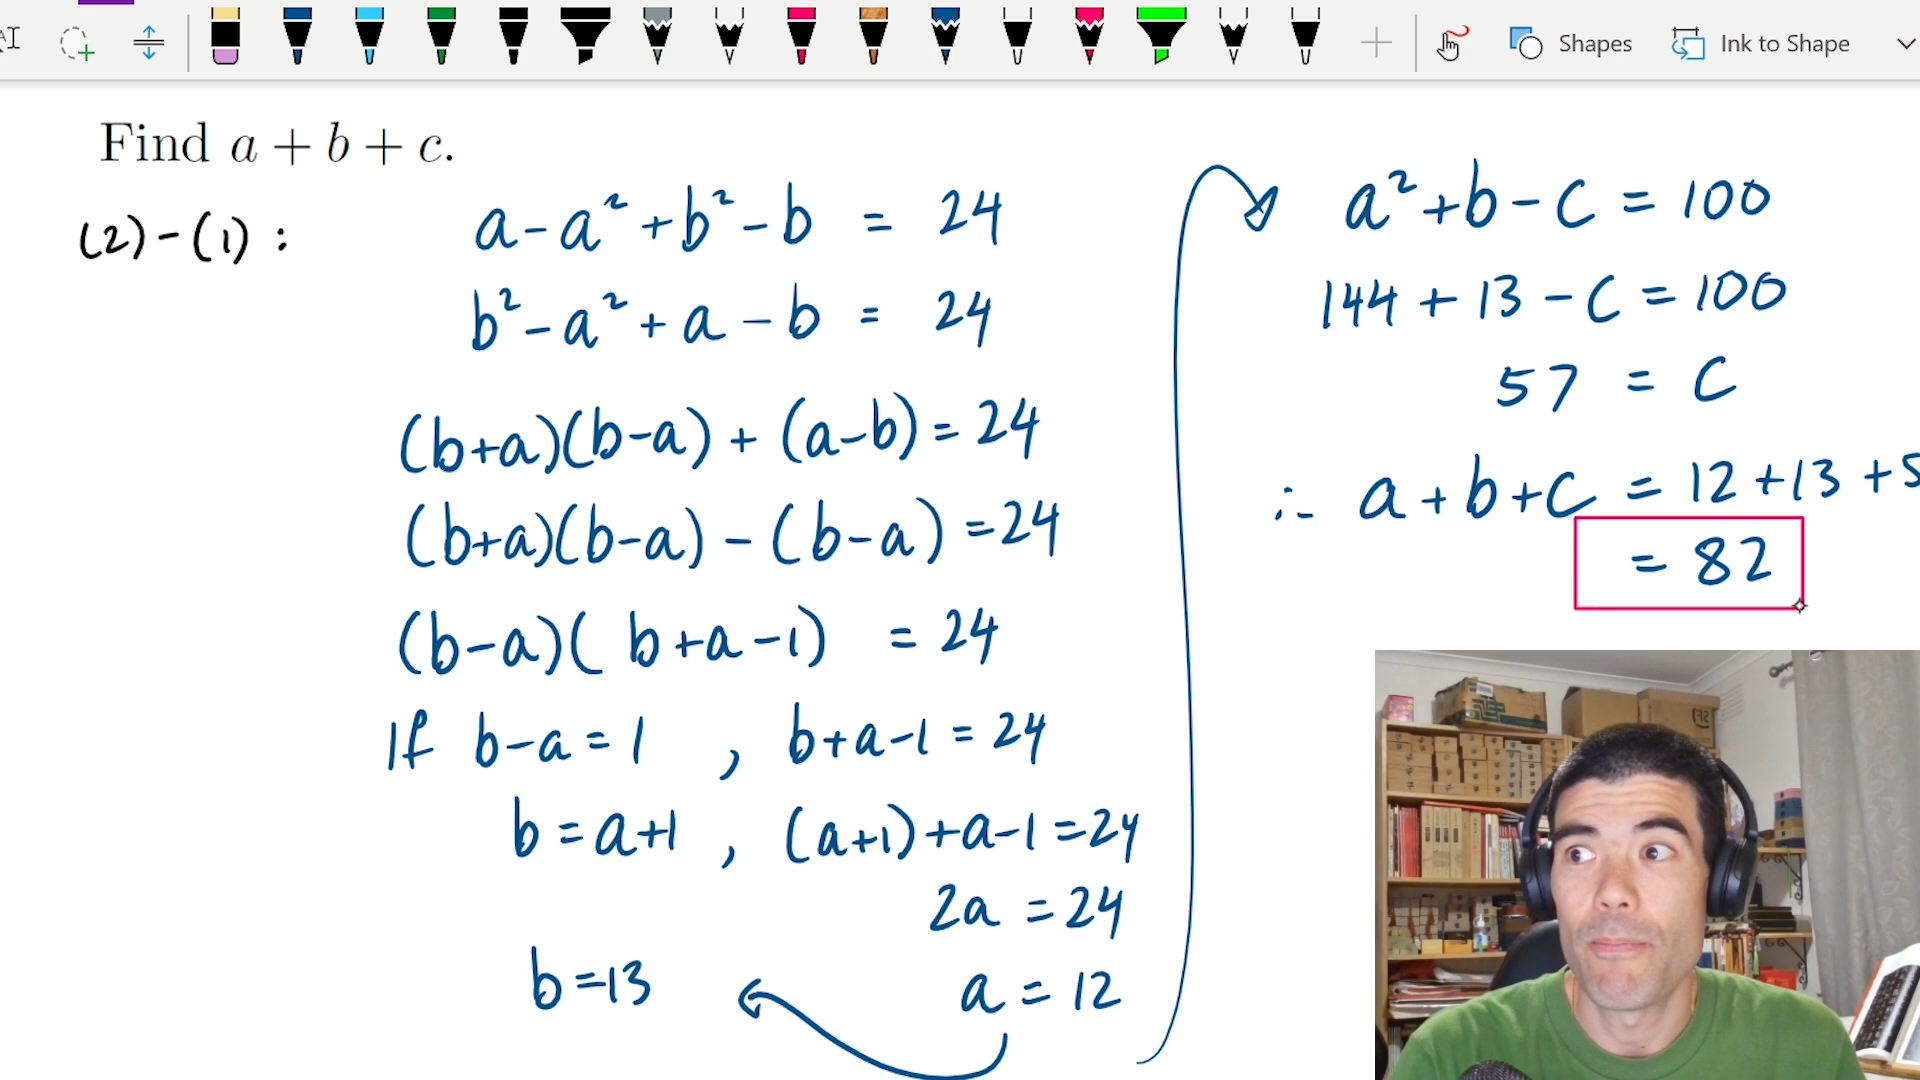 Shapes
Ink to Shape
Find a + b + c.
(2)-(1) :
a - a² + b² - b = 24
b² - a² + a - b = 24
(b+a)(b-a) + (a-b) = 24
(b+a)(b-a) - (b-a) = 24
(b-a)( b+a-1) = 24
If b-a = 1 , b+a-1 = 24
b = a+1 , (a+1)+a-1 = 24
2a = 24
b = 13
a = 12
a² + b - c = 100
144 + 13 - c = 100
57 = c
∴ a + b + c = 12 + 13 + 5
= 82